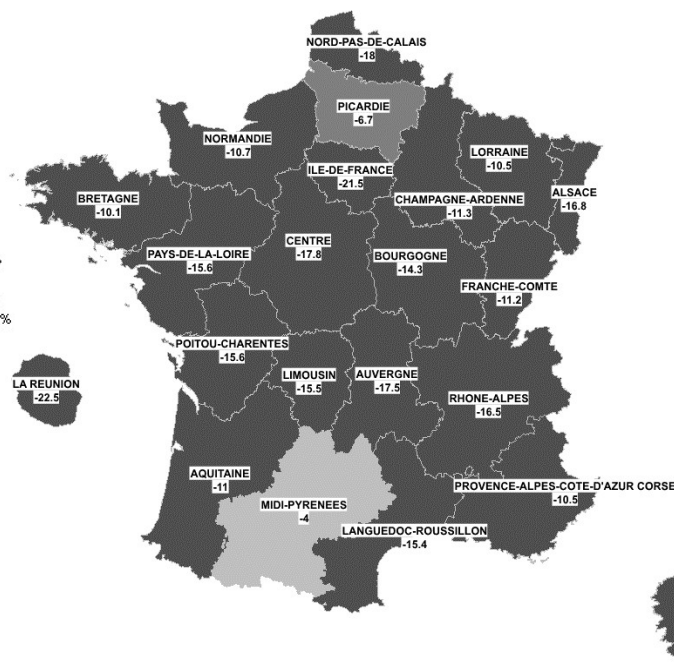 NORD-PAS-DE-CALAIS
-18
PICARDIE
-6.7
NORMANDIE
-10.7
ILE-DE-FRANCE
-21.5
LORRAINE
-10.5
ALSACE
-16.8
CHAMPAGNE-ARDENNE
-11.3
BRETAGNE
-10.1
PAYS-DE-LA-LOIRE
-15.6
CENTRE
-17.8
BOURGOGNE
-14.3
FRANCHE-COMTE
-11.2
%
POITOU-CHARENTES
-15.6
LIMOUSIN
-15.5
AUVERGNE
-17.5
LA REUNION
-22.5
RHONE-ALPES
-16.5
AQUITAINE
-11
MIDI-PYRENEES
-4
PROVENCE-ALPES-COTE-D'AZUR CORSE
-10.5
LANGUEDOC-ROUSSILLON
-15.4